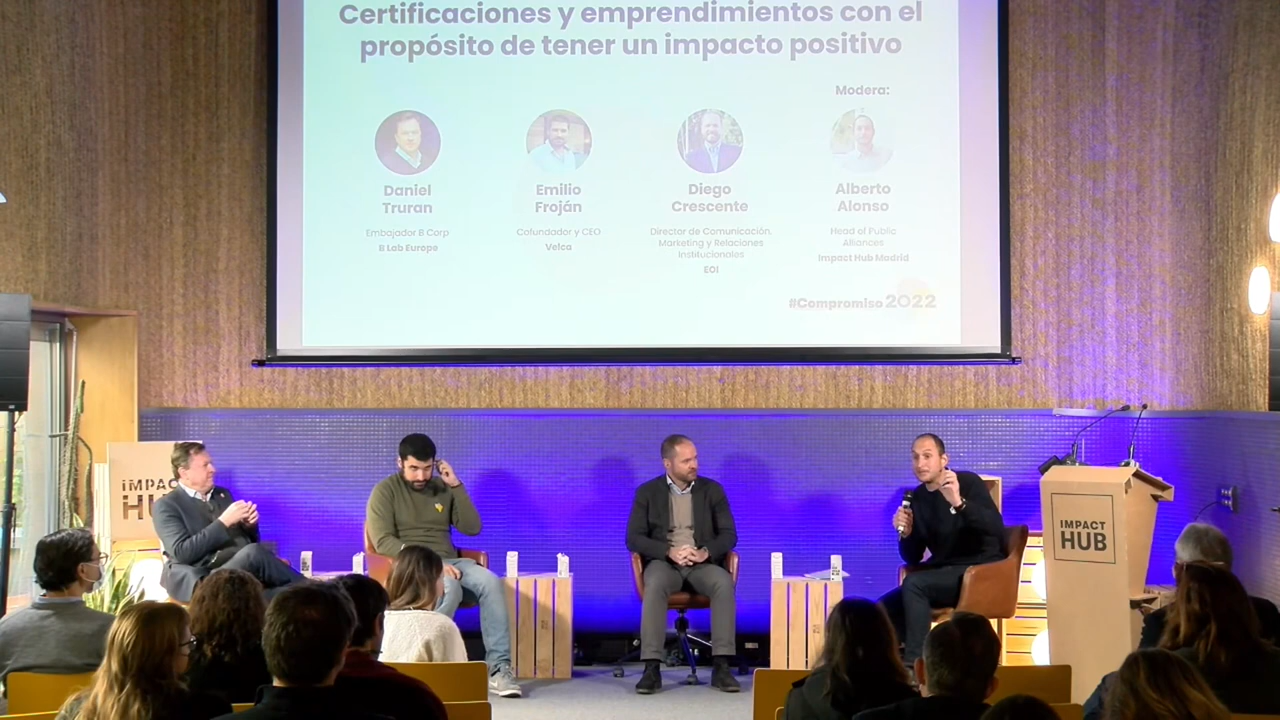 Certificaciones y emprendimientos con el
propósito de tener un impacto positivo
Modera:
Daniel
Truran
Embajador B Corp
B Lab Europe
Emilio
Froján
Cofundador y CEO
Velca
Diego
Crescente
Director de Comunicación,
Marketing y Relaciones
Institucionales
EOI
Alberto
Alonso
Head of Public
Alliances
Impact Hub Madrid
#Compromiso2022
IMPACT
HUB